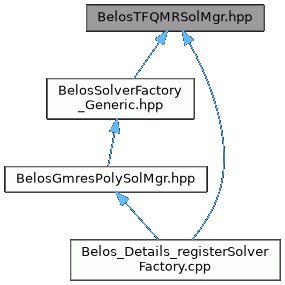 BelosTFQMRSolMgr.hpp
BelosSolverFactory
_Generic.hpp
BelosGmresPolySolMgr.hpp
Belos_Details_registerSolver
Factory.cpp